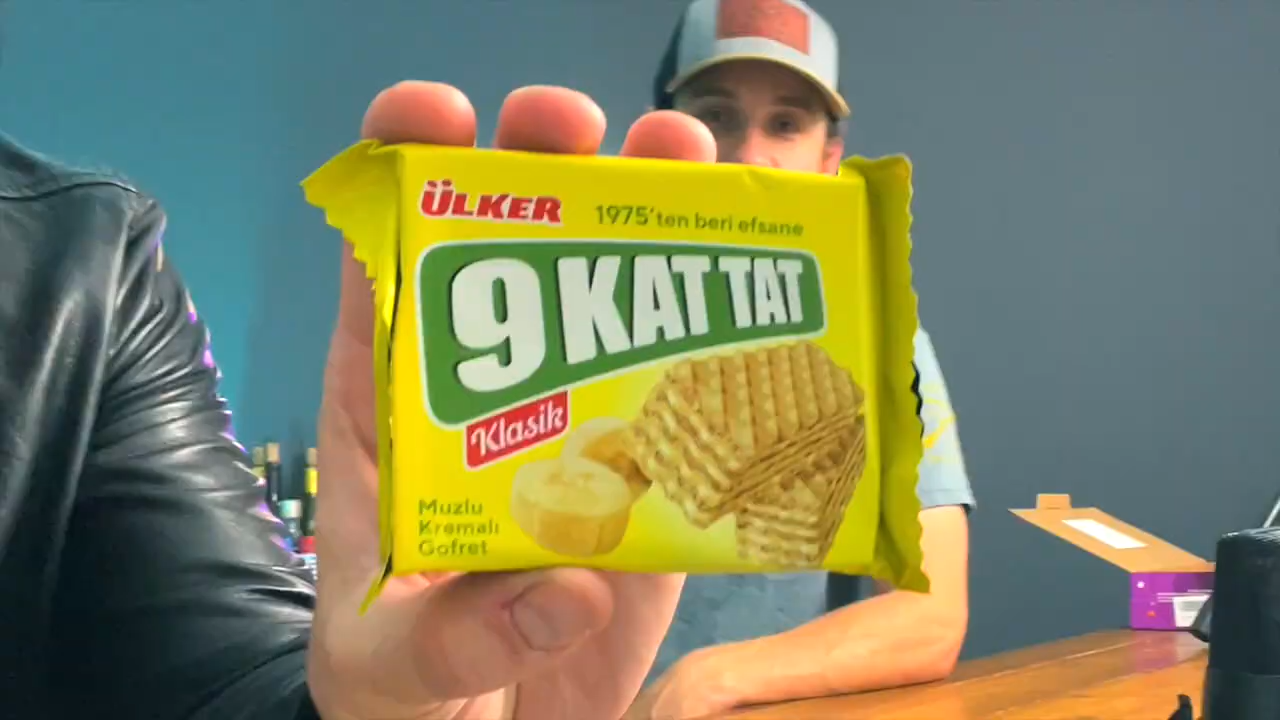 ÜLKER
1975'ten beri efsane
9 KAT TAT
Klasik
Muzlu
Kremalı
Gofret